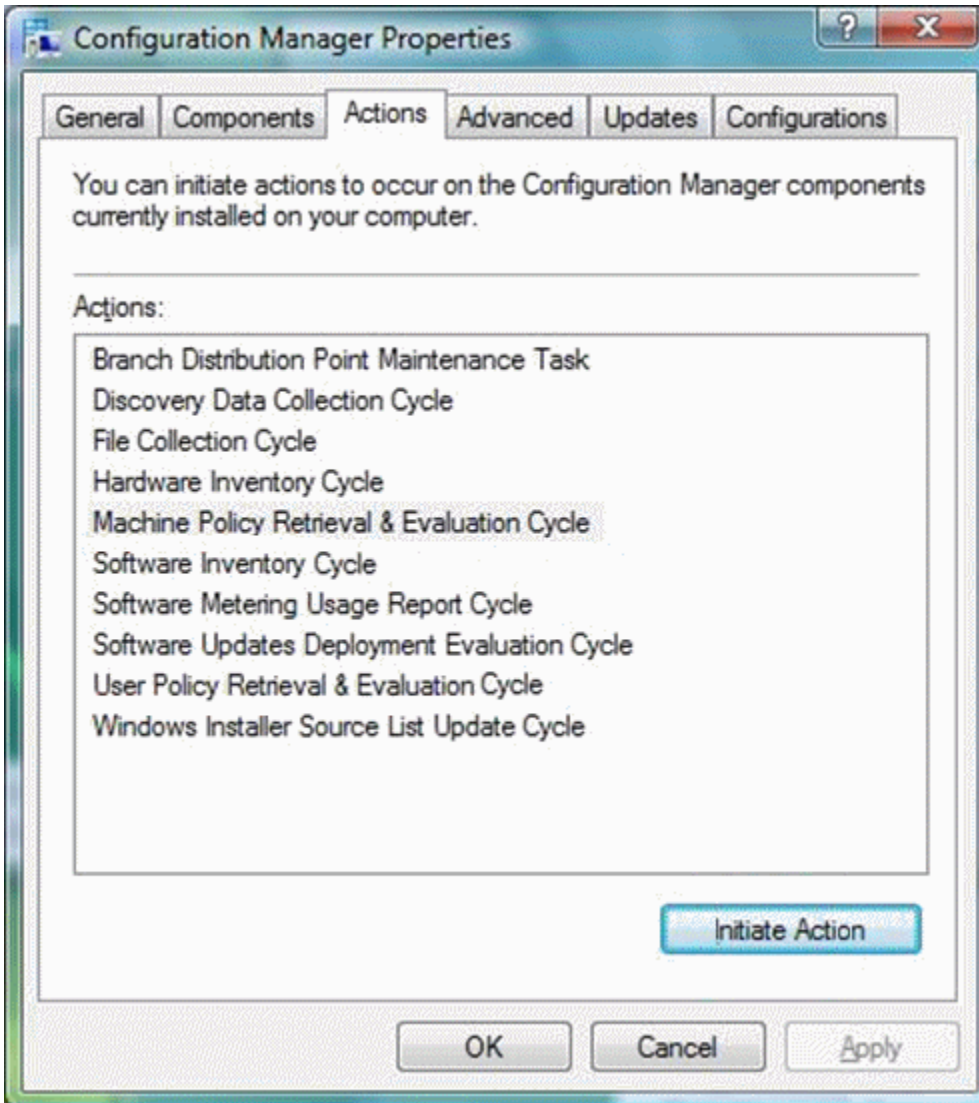 Configuration Manager Properties
General Components Actions Advanced Updates Configurations
You can initiate actions to occur on the Configuration Manager components
currently installed on your computer.
Actions:
Branch Distribution Point Maintenance Task
Discovery Data Collection Cycle
File Collection Cycle
Hardware Inventory Cycle
Machine Policy Retrieval & Evaluation Cycle
Software Inventory Cycle
Software Metering Usage Report Cycle
Software Updates Deployment Evaluation Cycle
User Policy Retrieval & Evaluation Cycle
Windows Installer Source List Update Cycle
Initiate Action
OK Cancel Apply